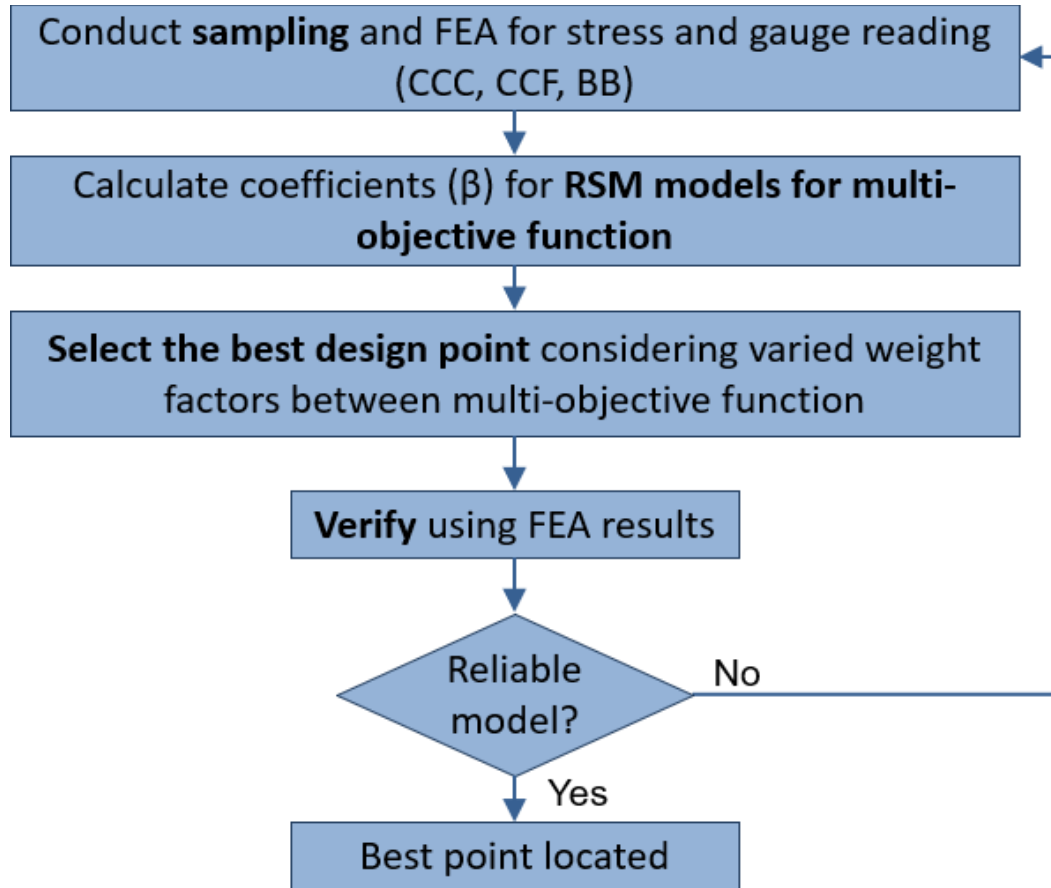 Conduct sampling and FEA for stress and gauge reading
(CCC, CCF, BB)
Calculate coefficients (β) for RSM models for multi-
objective function
Select the best design point considering varied weight
factors between multi-objective function
Verify using FEA results
Reliable
model?
No
Yes
Best point located